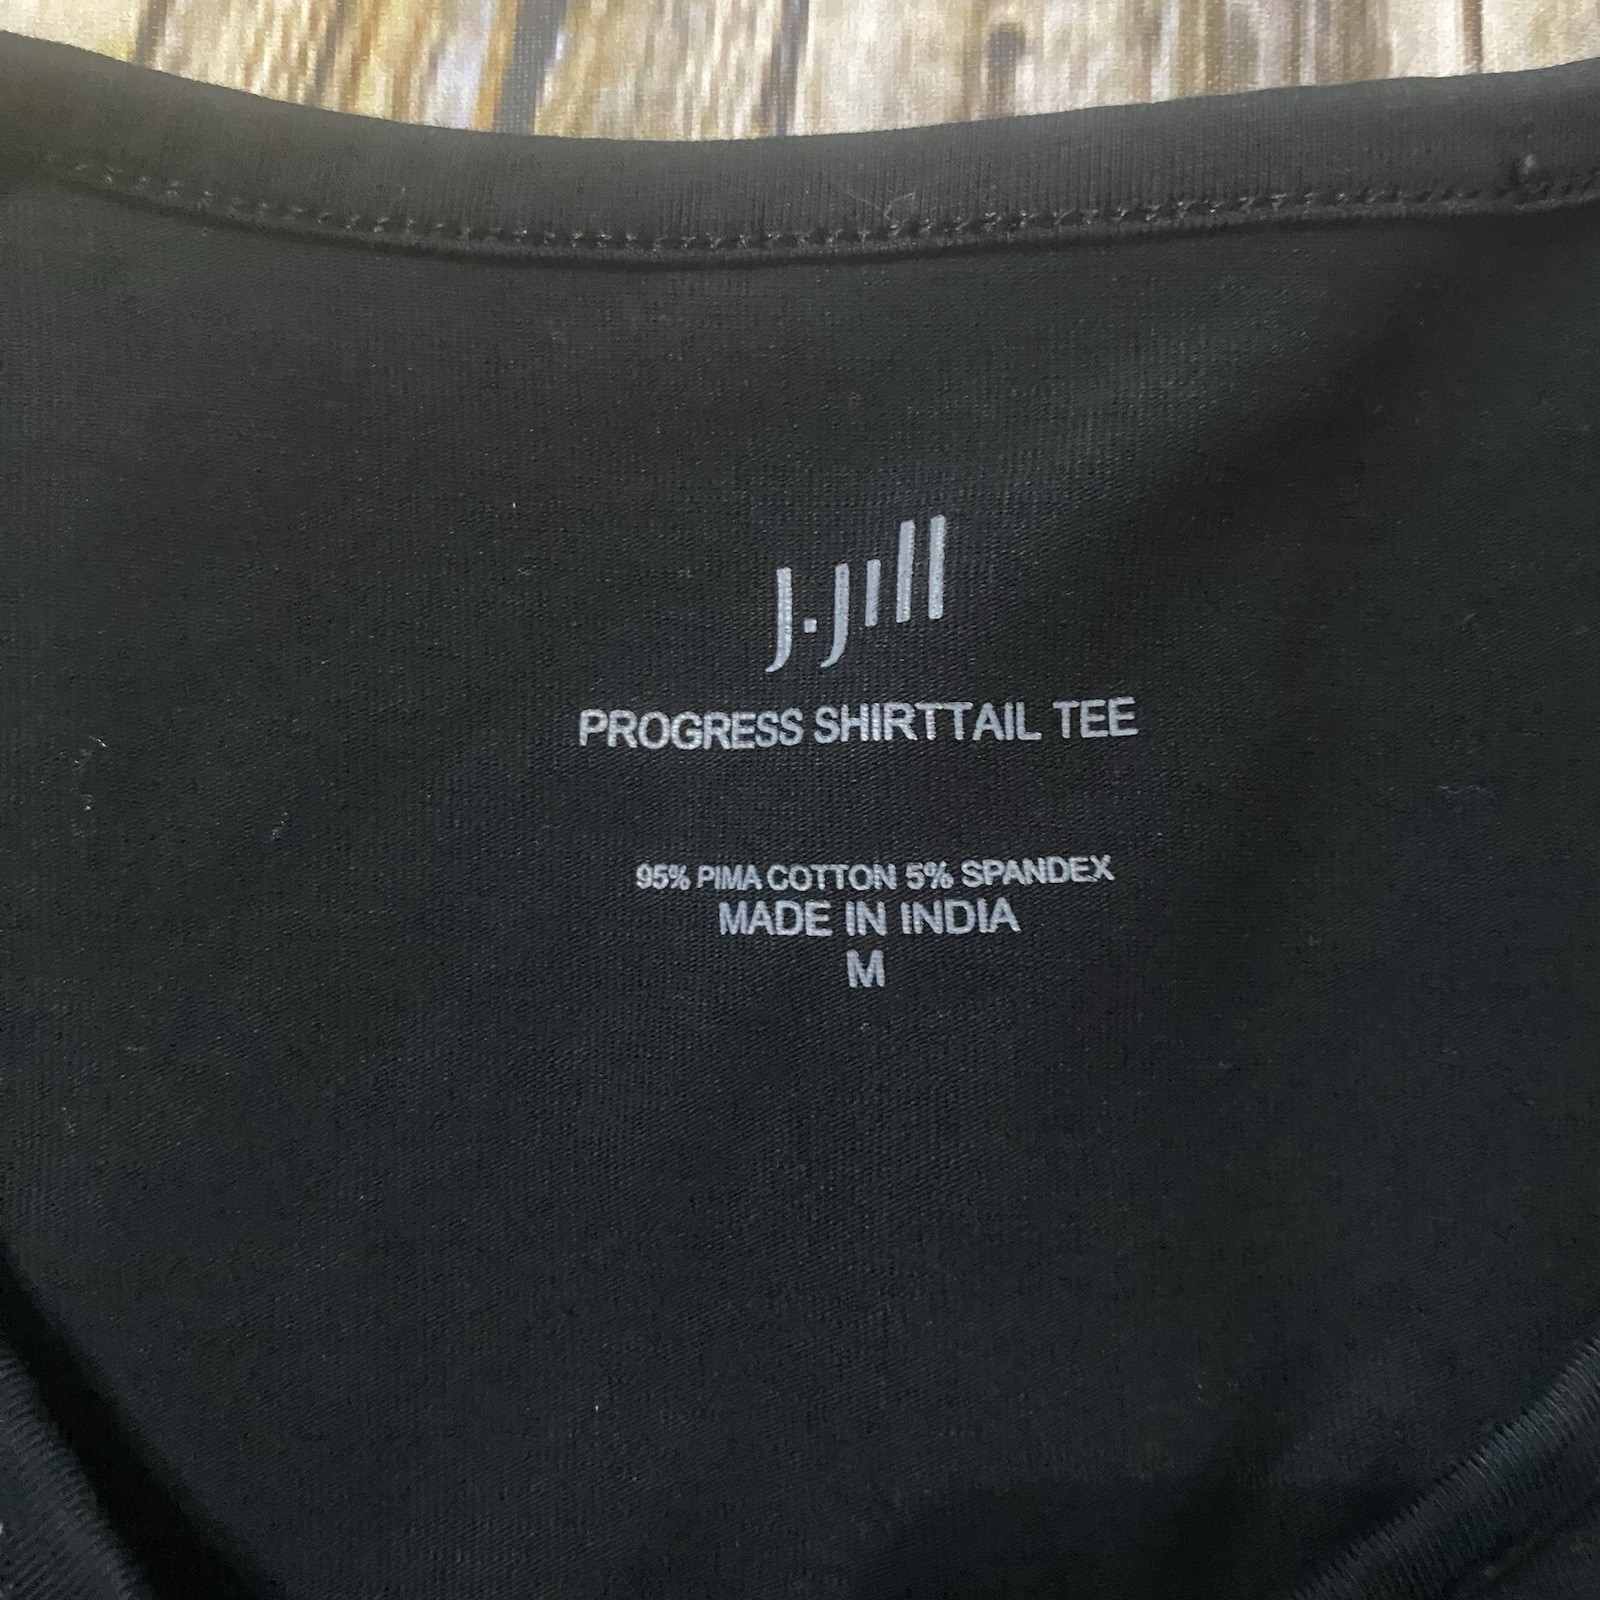 J.Jill
PROGRESS SHIRTTAIL TEE
95% PIMA COTTON 5% SPANDEX
MADE IN INDIA
M